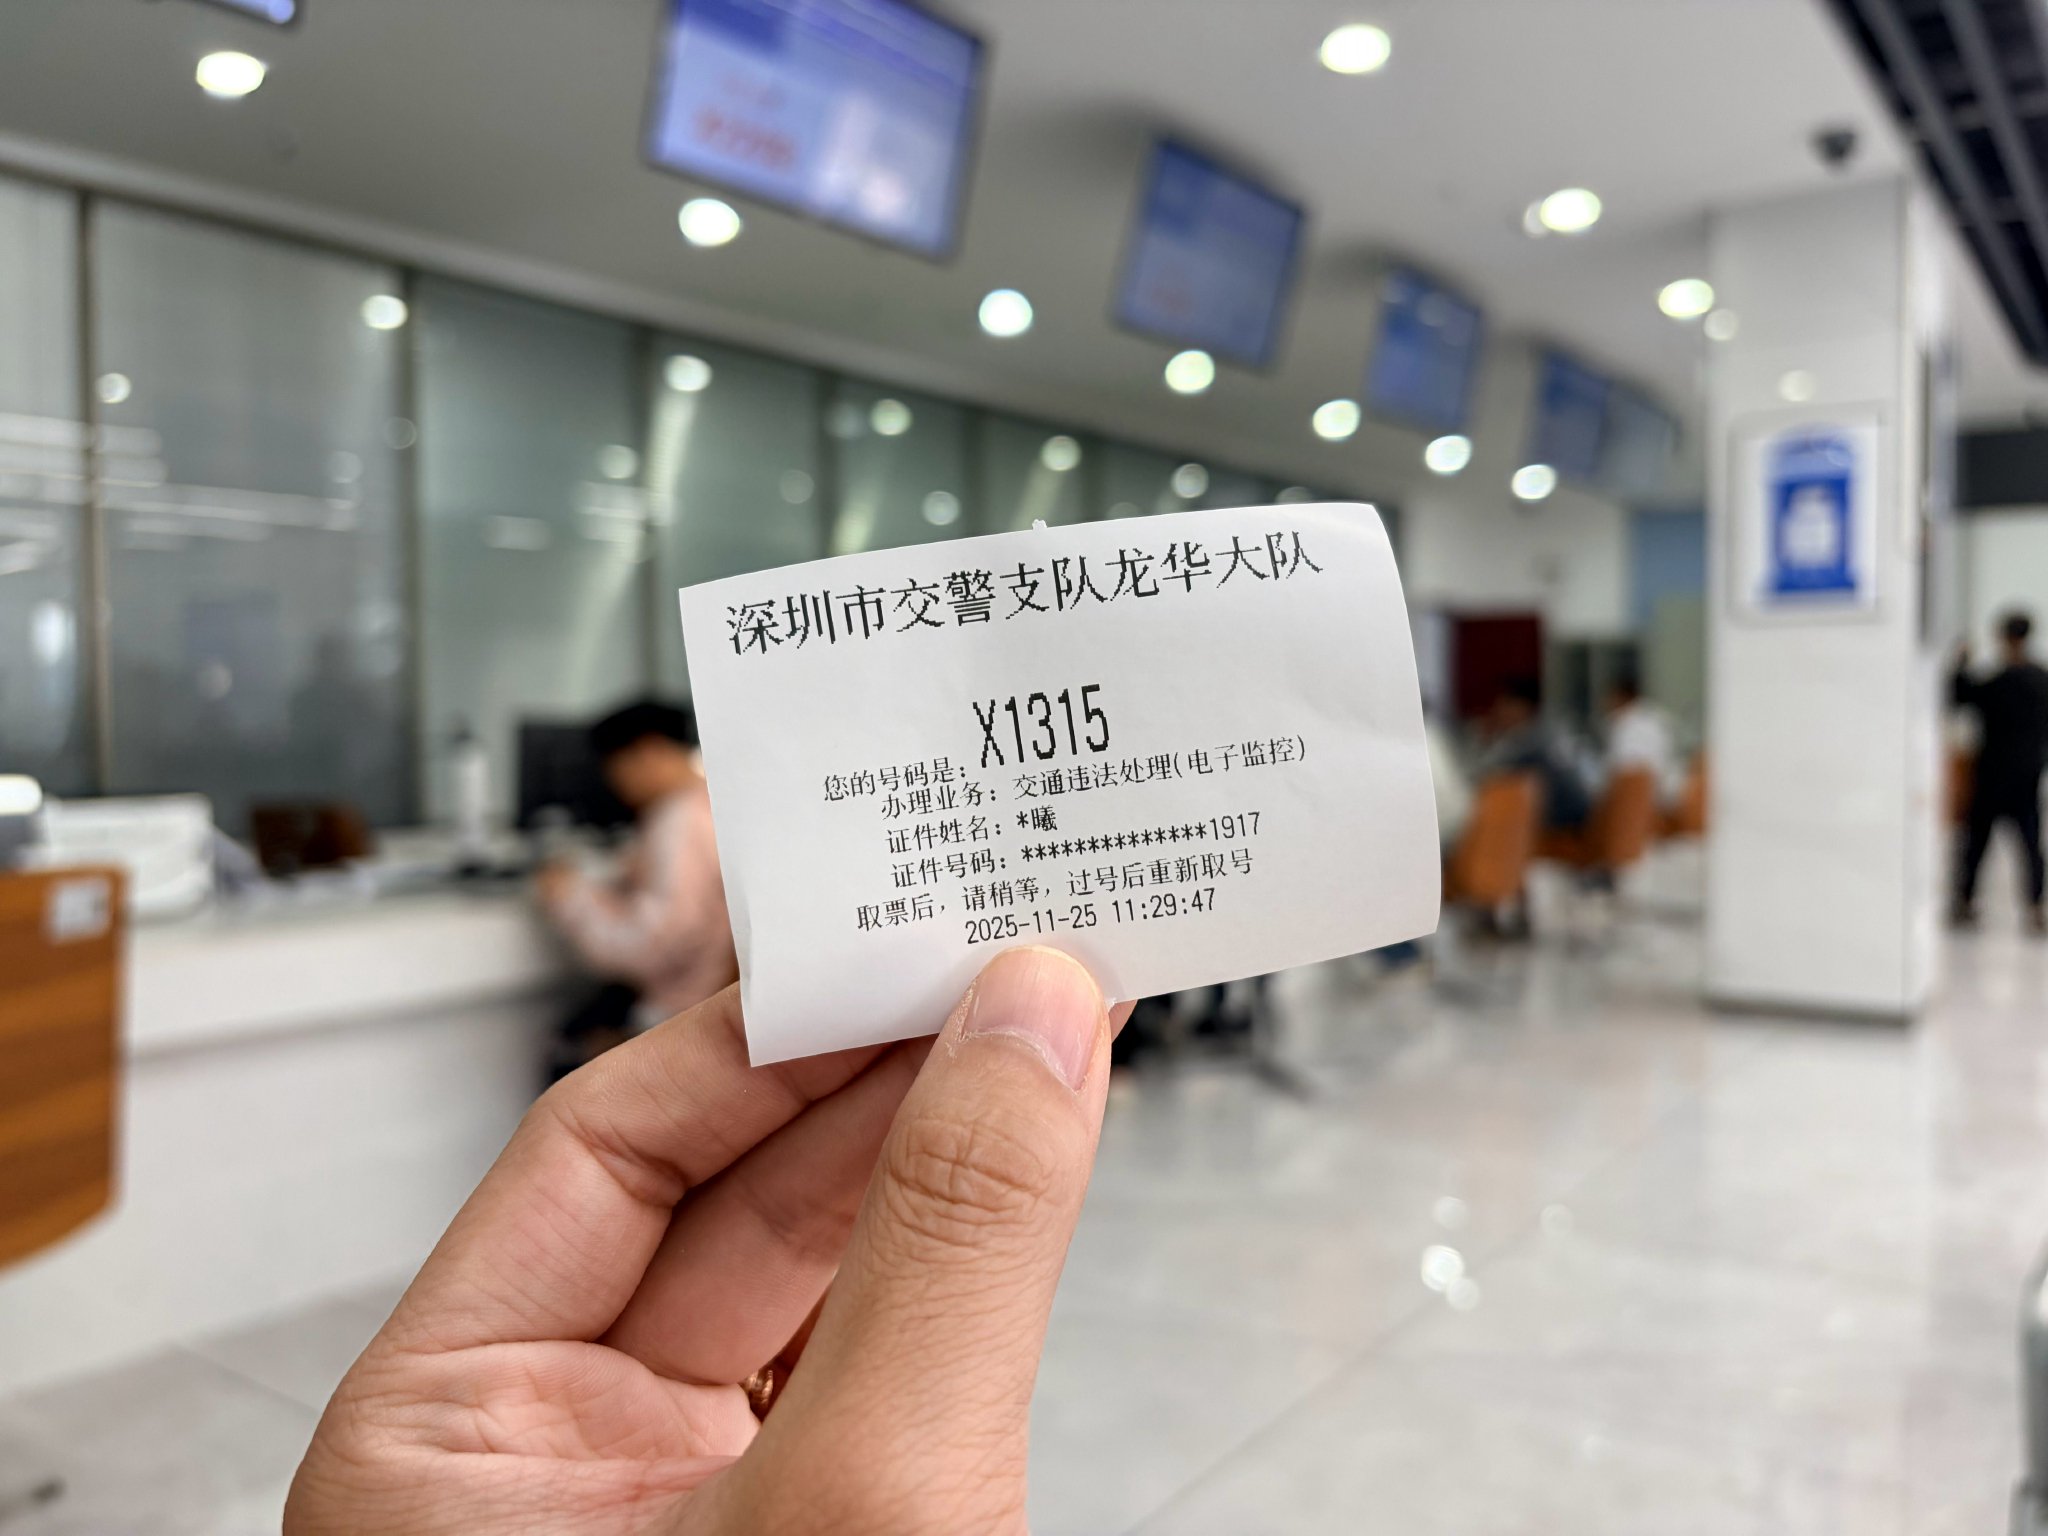 深圳市交警支队龙华大队
您的号码是：X1315
办理业务：交通违法处理(电子监控)
证件姓名：*曦
证件号码：**************1917
取票后，请稍等，过号后重新取号
2025-11-25 11:29:47